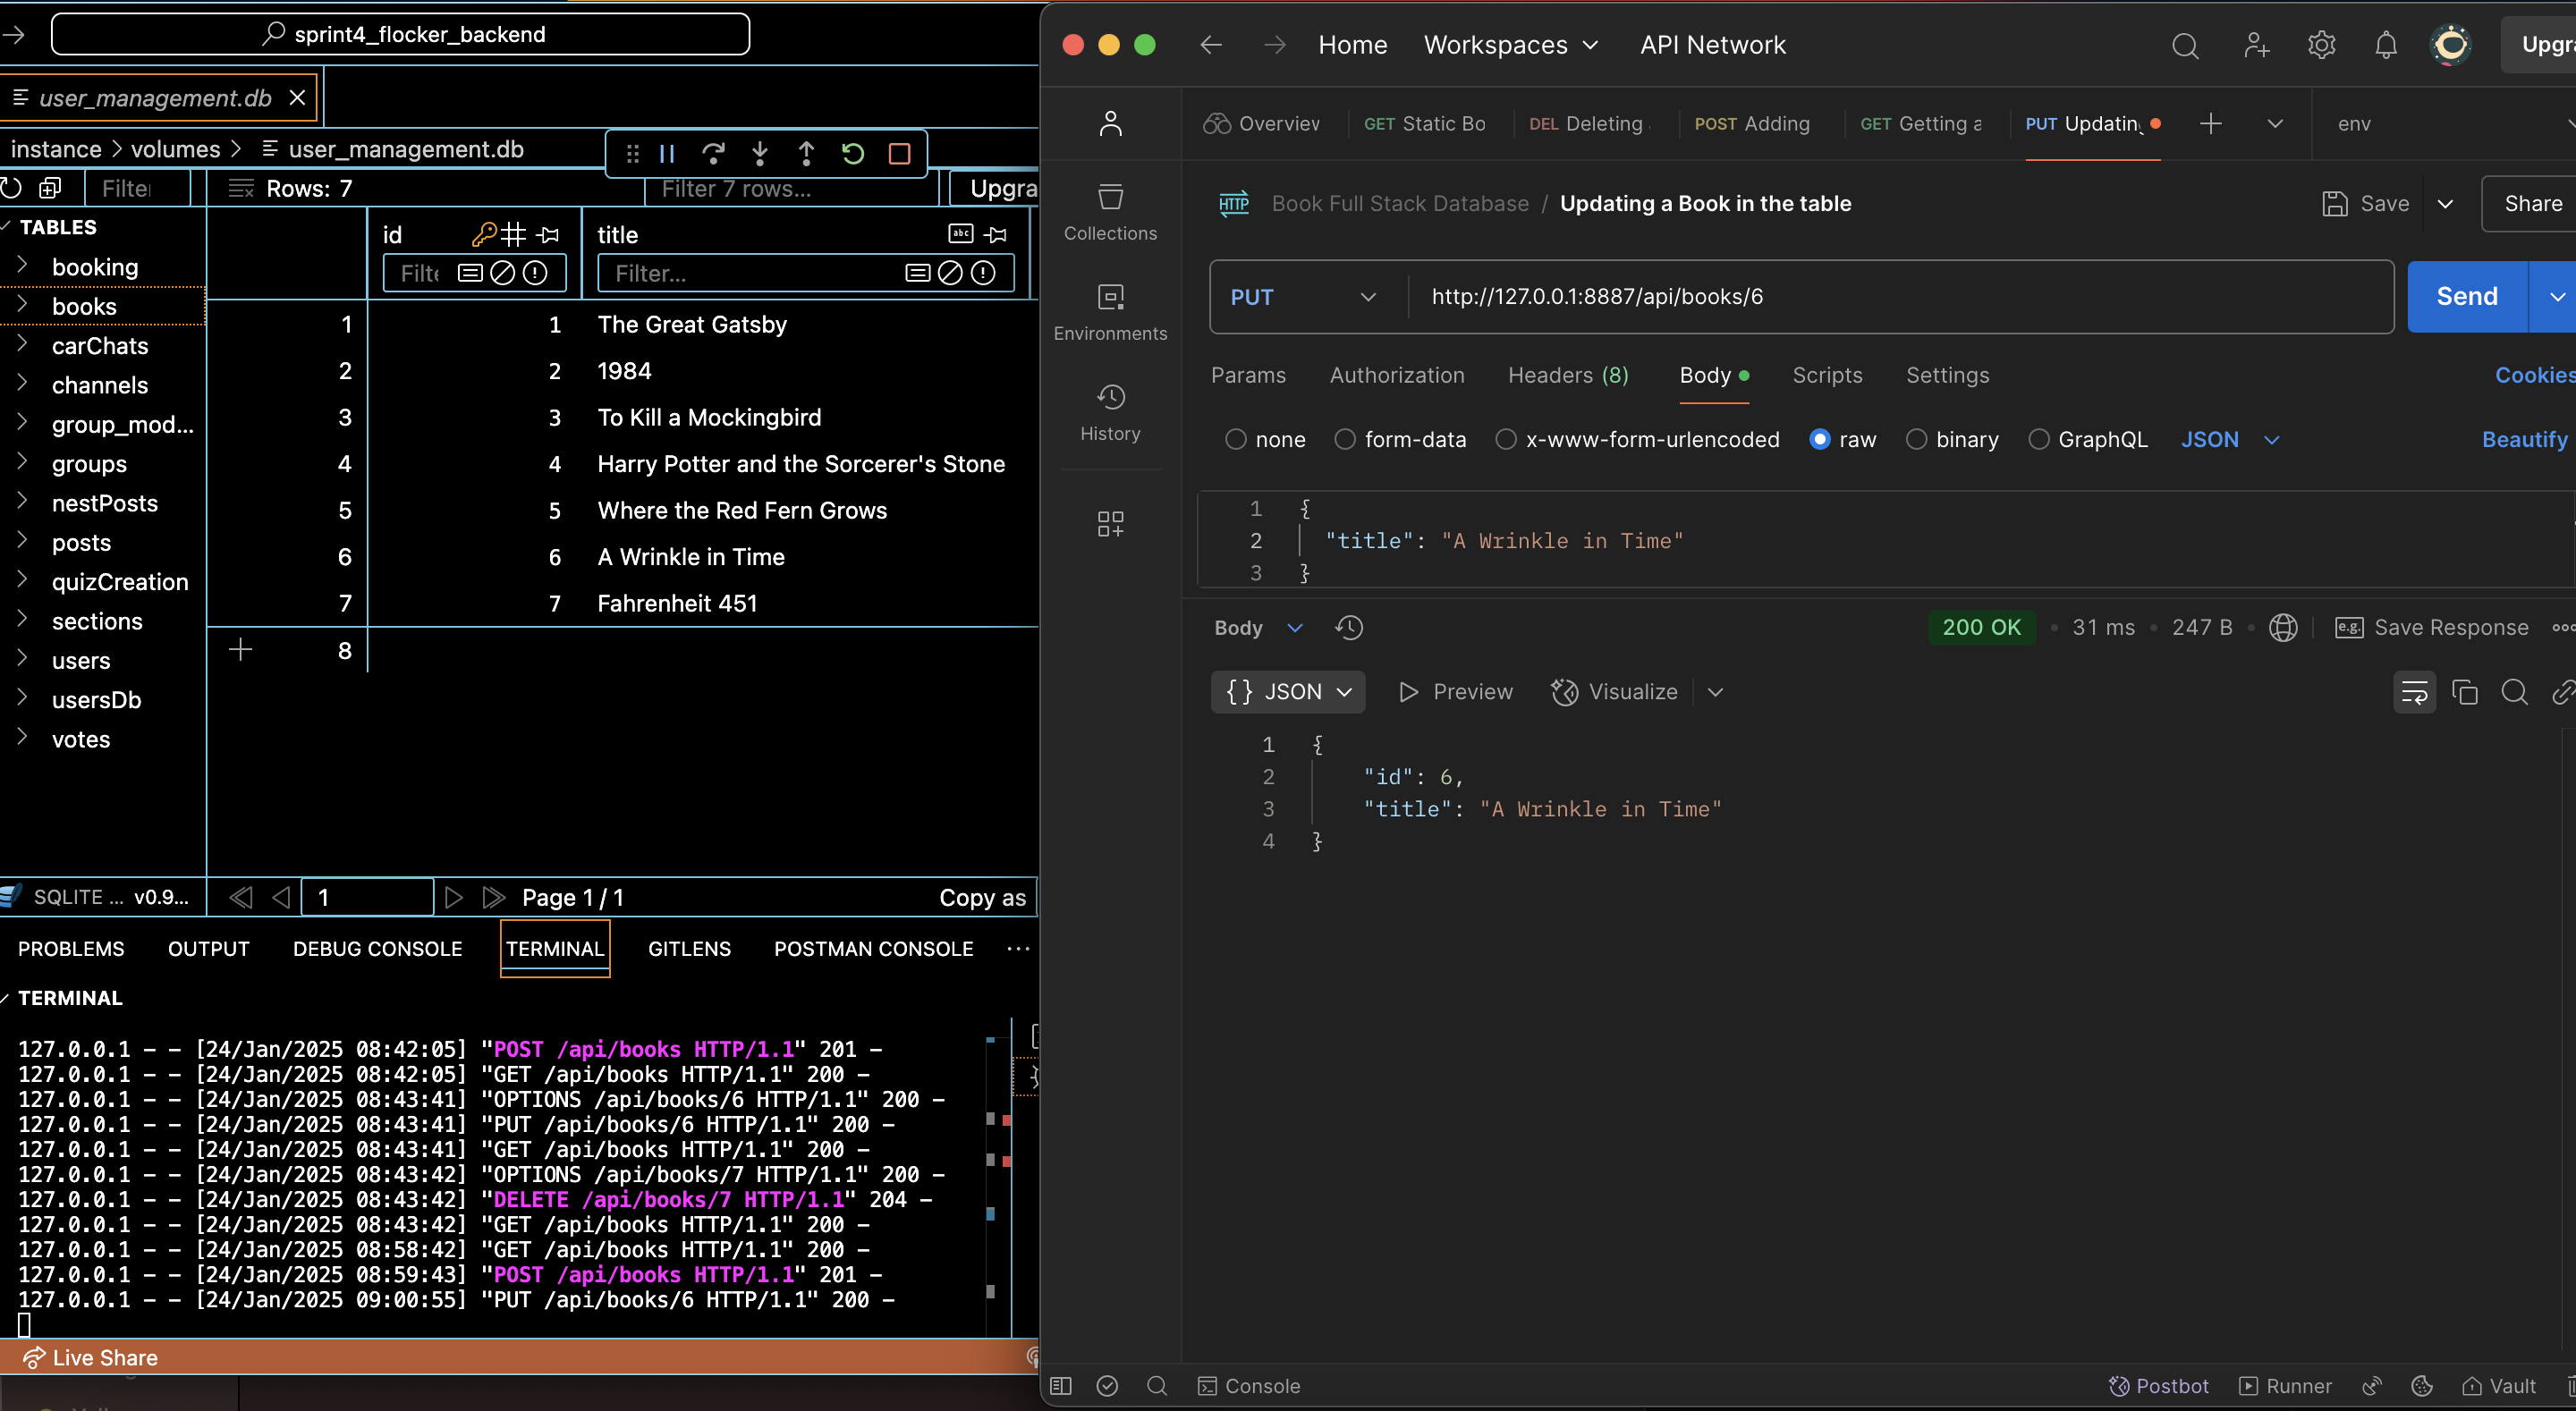 sprint4_flocker_backend
user_management.db
instance > volumes > user_management.db
Rows: 7
Filter 7 rows...
TABLES
booking
books
carChats
channels
group_mod...
groups
nestPosts
posts
quizCreation
sections
users
usersDb
votes
id title
Filter...
1 1 The Great Gatsby
2 2 1984
3 3 To Kill a Mockingbird
4 4 Harry Potter and the Sorcerer's Stone
5 5 Where the Red Fern Grows
6 6 A Wrinkle in Time
7 7 Fahrenheit 451
8
SQLITE ... v0.9...
1 Page 1 / 1
Copy as
PROBLEMS OUTPUT DEBUG CONSOLE TERMINAL GITLENS POSTMAN CONSOLE ...
TERMINAL
127.0.0.1 - - [24/Jan/2025 08:42:05] "POST /api/books HTTP/1.1" 201 -
127.0.0.1 - - [24/Jan/2025 08:42:05] "GET /api/books HTTP/1.1" 200 -
127.0.0.1 - - [24/Jan/2025 08:43:41] "OPTIONS /api/books/6 HTTP/1.1" 200 -
127.0.0.1 - - [24/Jan/2025 08:43:41] "PUT /api/books/6 HTTP/1.1" 200 -
127.0.0.1 - - [24/Jan/2025 08:43:41] "GET /api/books HTTP/1.1" 200 -
127.0.0.1 - - [24/Jan/2025 08:43:42] "OPTIONS /api/books/7 HTTP/1.1" 200 -
127.0.0.1 - - [24/Jan/2025 08:43:42] "DELETE /api/books/7 HTTP/1.1" 204 -
127.0.0.1 - - [24/Jan/2025 08:43:42] "GET /api/books HTTP/1.1" 200 -
127.0.0.1 - - [24/Jan/2025 08:58:42] "GET /api/books HTTP/1.1" 200 -
127.0.0.1 - - [24/Jan/2025 08:59:43] "POST /api/books HTTP/1.1" 201 -
127.0.0.1 - - [24/Jan/2025 09:00:55] "PUT /api/books/6 HTTP/1.1" 200 -
Live Share
Home Workspaces API Network
Overview GET Static Bo DEL Deleting POST Adding GET Getting a PUT Updating env
Collections
Environments
History
HTTP Book Full Stack Database / Updating a Book in the table
Save Share
PUT http://127.0.0.1:8887/api/books/6 Send
Params Authorization Headers (8) Body Scripts Settings Cookies
none form-data x-www-form-urlencoded raw binary GraphQL JSON Beautify
1 {
2 "title": "A Wrinkle in Time"
3 }
Body 200 OK • 31 ms • 247 B • e.g. Save Response
{} JSON Preview Visualize
1 {
2 "id": 6,
3 "title": "A Wrinkle in Time"
4 }
Console
Postbot Runner Vault